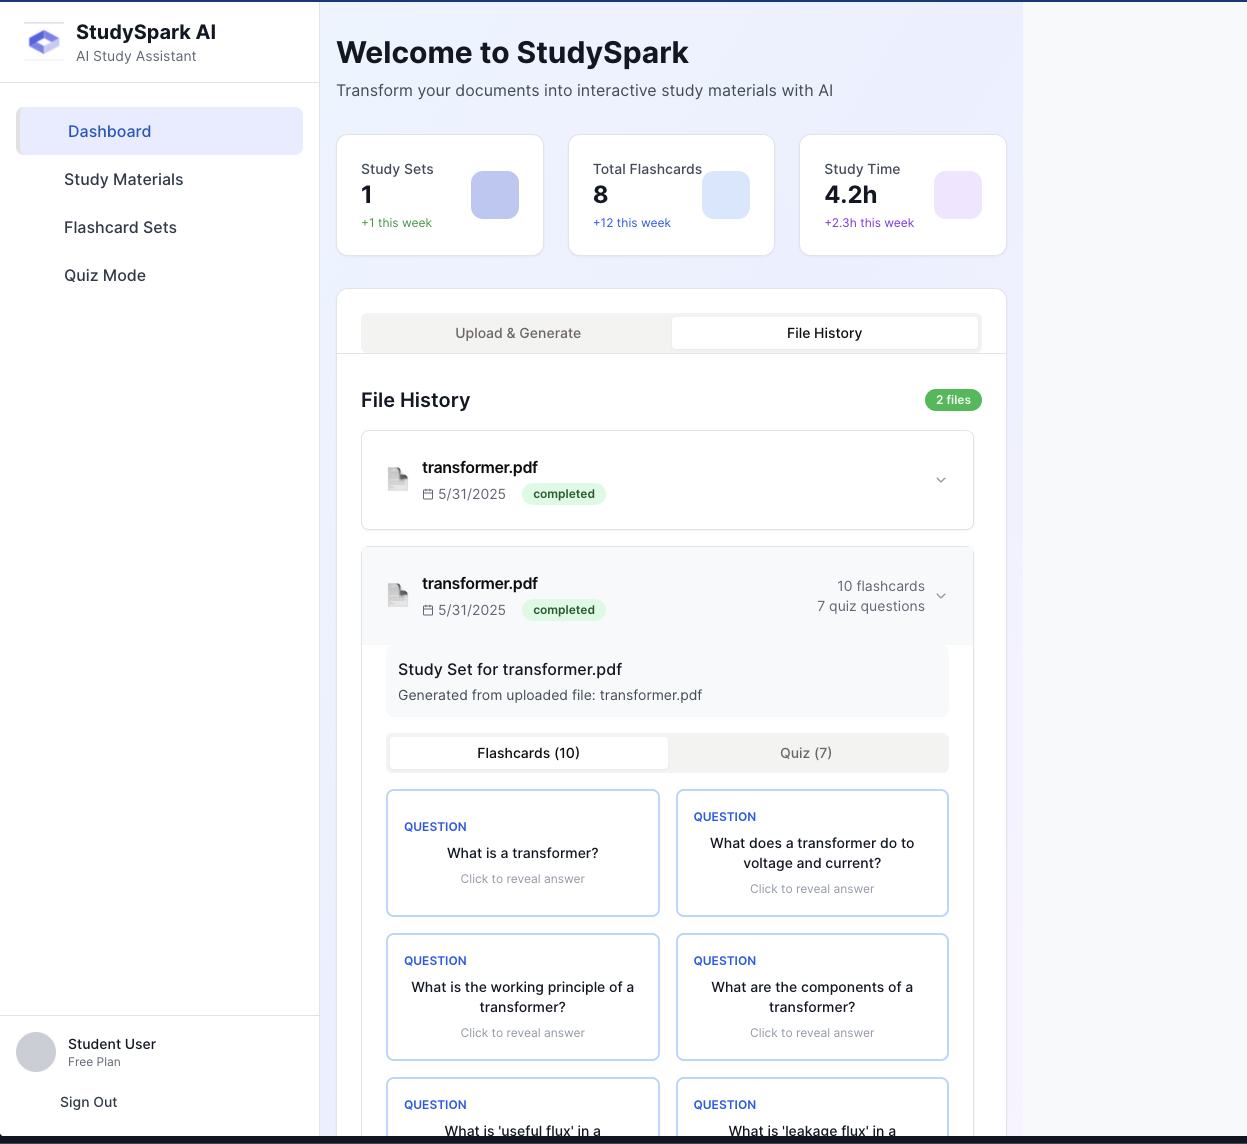 StudySpark AI
AI Study Assistant
Dashboard
Study Materials
Flashcard Sets
Quiz Mode
Student User
Free Plan
Sign Out
Welcome to StudySpark
Transform your documents into interactive study materials with AI
Study Sets
1
+1 this week
Total Flashcards
8
+12 this week
Study Time
4.2h
+2.3h this week
Upload & Generate
File History
File History
2 files
transformer.pdf
5/31/2025
completed
transformer.pdf
5/31/2025
completed
10 flashcards
7 quiz questions
Study Set for transformer.pdf
Generated from uploaded file: transformer.pdf
Flashcards (10)
Quiz (7)
QUESTION
What is a transformer?
Click to reveal answer
QUESTION
What does a transformer do to
voltage and current?
Click to reveal answer
QUESTION
What is the working principle of a
transformer?
Click to reveal answer
QUESTION
What are the components of a
transformer?
Click to reveal answer
QUESTION
What is 'useful flux' in a
QUESTION
What is 'leakage flux' in a